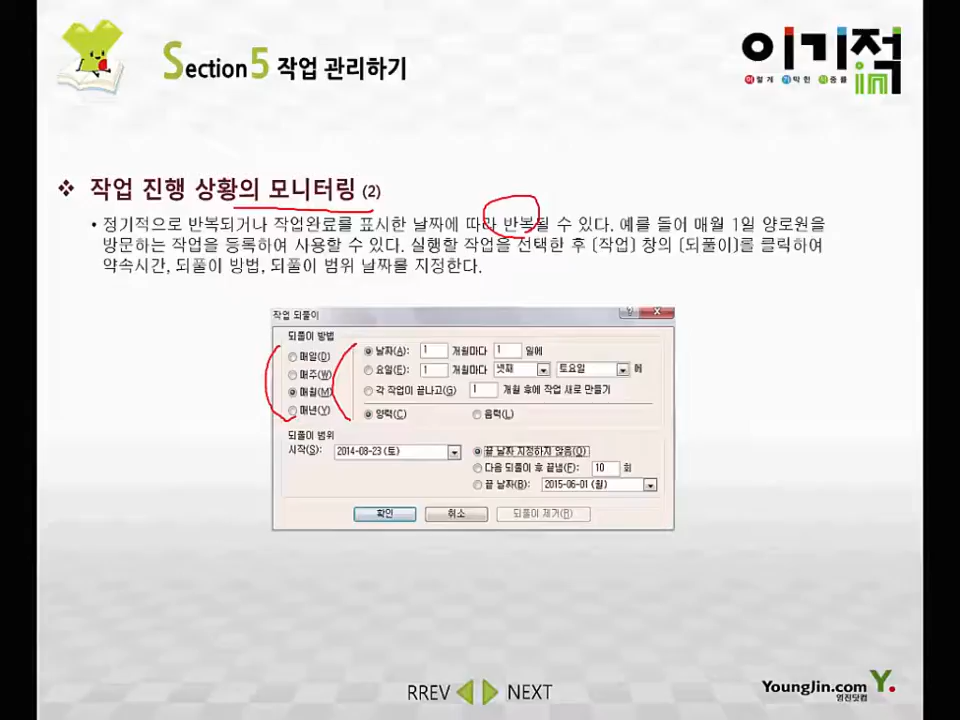 Section 5 작업 관리하기
이기적in
이렇게 기막힌 적중률
❖ 작업 진행 상황의 모니터링 (2)
• 정기적으로 반복되거나 작업완료를 표시한 날짜에 따라 반복될 수 있다. 예를 들어 매월 1일 양로원을
방문하는 작업을 등록하여 사용할 수 있다. 실행할 작업을 선택한 후 [작업] 창의 [되풀이]를 클릭하여
약속시간, 되풀이 방법, 되풀이 범위 날짜를 지정한다.
작업 되풀이
되풀이 방법
매일(D)
매주(W)
매월(M)
매년(Y)
날짜(A): 1 개월마다 1 일에
요일(E): 1 개월마다 넷째 토요일 에
각 작업이 끝나고(G) 1 개월 후에 작업 새로 만들기
양력(C) 음력(L)
되풀이 범위
시작(S): 2014-08-23 (토)
끝 날짜 지정하지 않음(O)
다음 되풀이 후 끝냄(F): 10 회
끝 날짜(B): 2015-06-01 (월)
확인 취소 되풀이 제거(R)
RREV NEXT
YoungJin.com Y.
영진닷컴